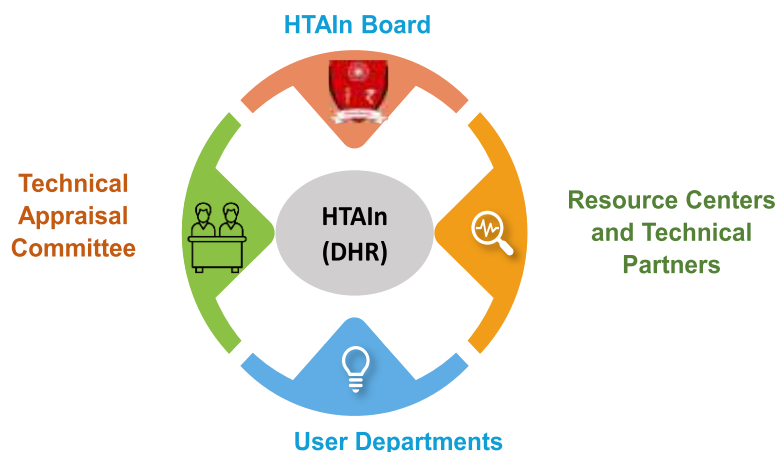 HTAIn Board
Technical
Appraisal
Committee
HTAIn
(DHR)
Resource Centers
and Technical
Partners
User Departments